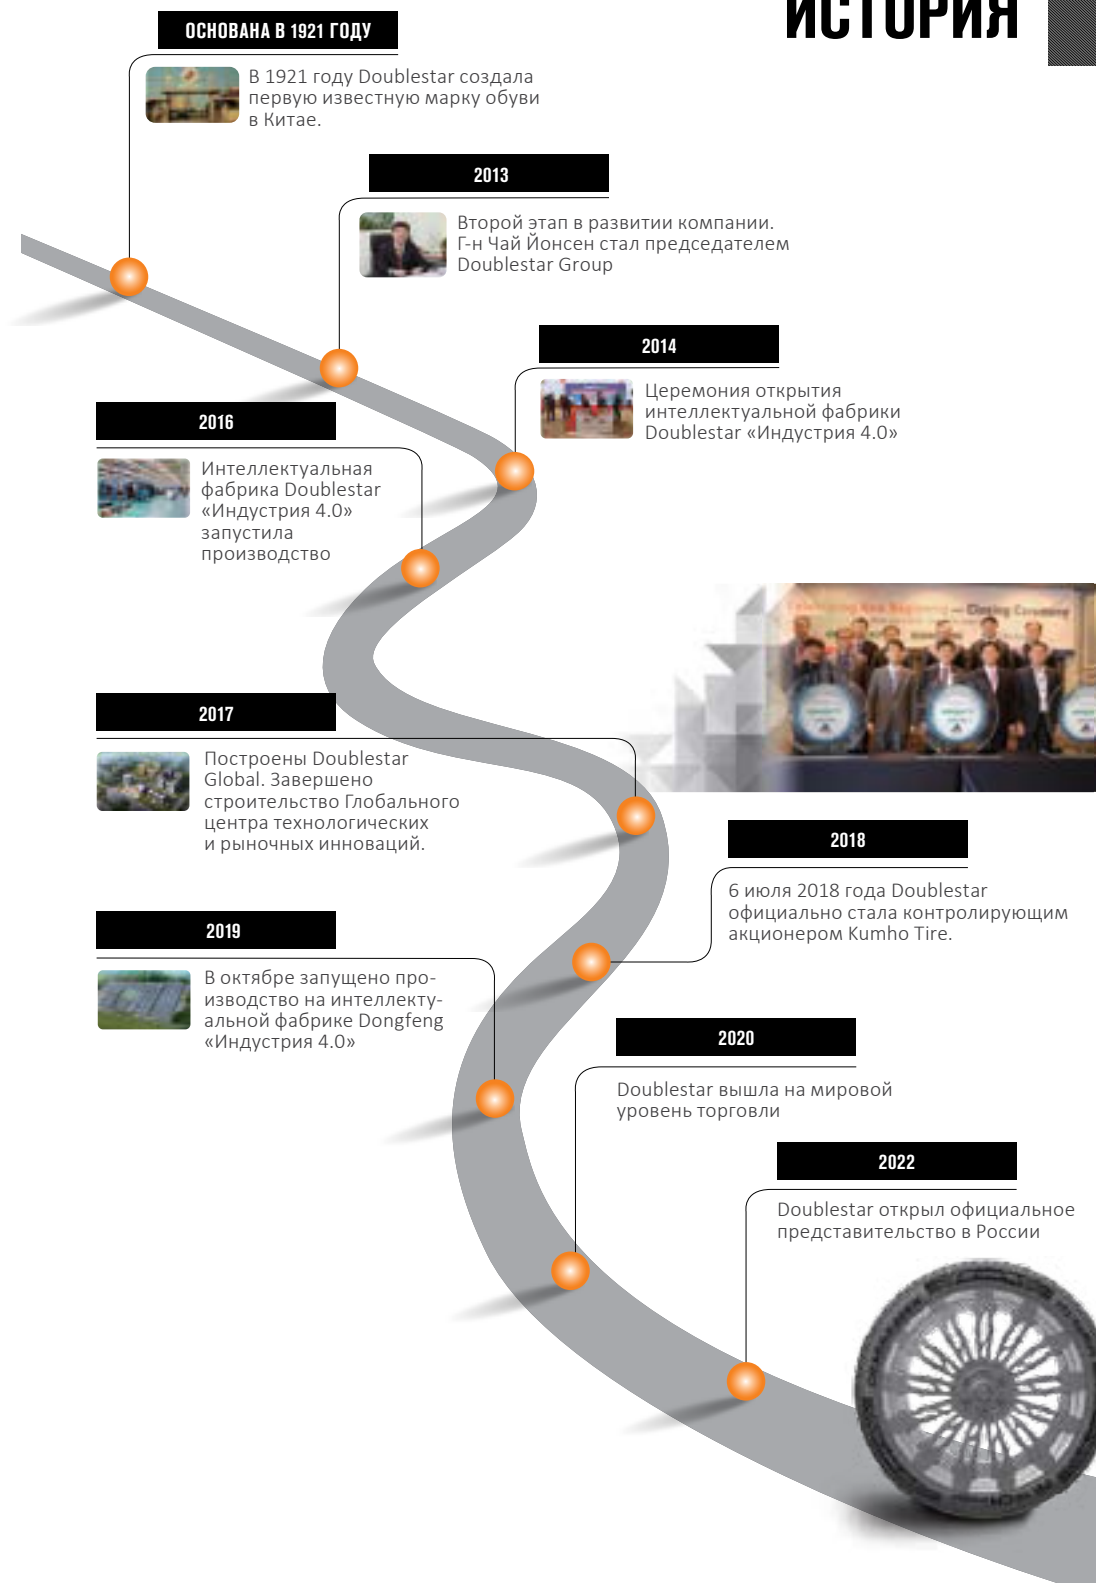 ИСТОРИЯ
ОСНОВАНА В 1921 ГОДУ
В 1921 году Doublestar создала
первую известную марку обуви
в Китае.
2013
Второй этап в развитии компании.
Г-н Чай Йонсен стал председателем
Doublestar Group
2014
Церемония открытия
интеллектуальной фабрики
Doublestar «Индустрия 4.0»
2016
Интеллектуальная
фабрика Doublestar
«Индустрия 4.0»
запустила
производство
2017
Построены Doublestar
Global. Завершено
строительство Глобального
центра технологических
и рыночных инноваций.
2018
6 июля 2018 года Doublestar
официально стала контролирующим
акционером Kumho Tire.
2019
В октябре запущено про-
изводство на интеллекту-
альной фабрике Dongfeng
«Индустрия 4.0»
2020
Doublestar вышла на мировой
уровень торговли
2022
Doublestar открыл официальное
представительство в России